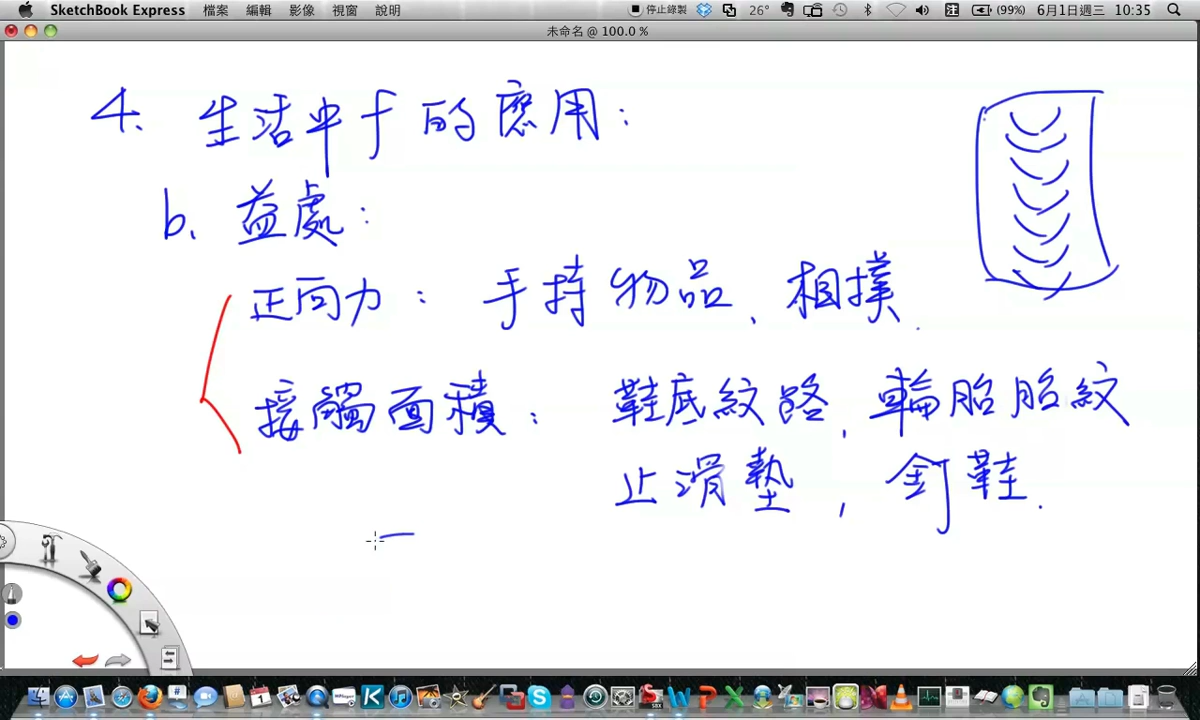 SketchBook Express 檔案 編輯 影像 視窗 說明 停止錄製 26° 注 (99%) 6月1日週三 10:35
未命名 @ 100.0 %
4. 生活中 f 的應用:
b. 益處:
正向力: 手持物品、相撲.
接觸面積: 鞋底紋路, 輪胎胎紋
止滑墊, 釘鞋.